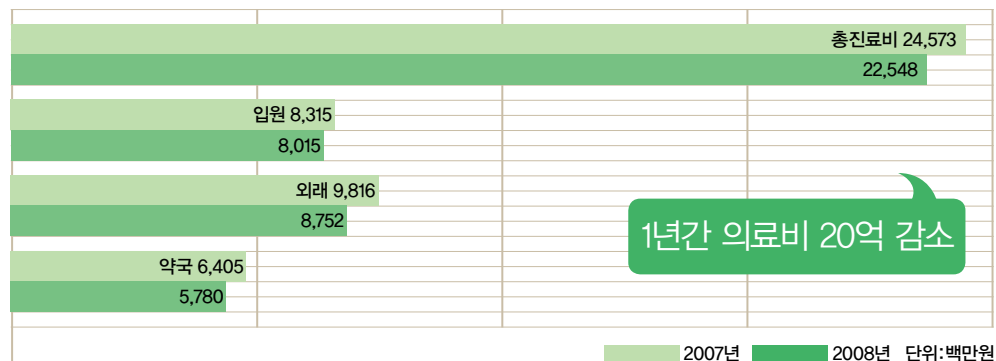 총진료비 24,573
22,548
입원 8,315
8,015
외래 9,816
8,752
1년간 의료비 20억 감소
약국 6,405
5,780
2007년 2008년 단위:백만원